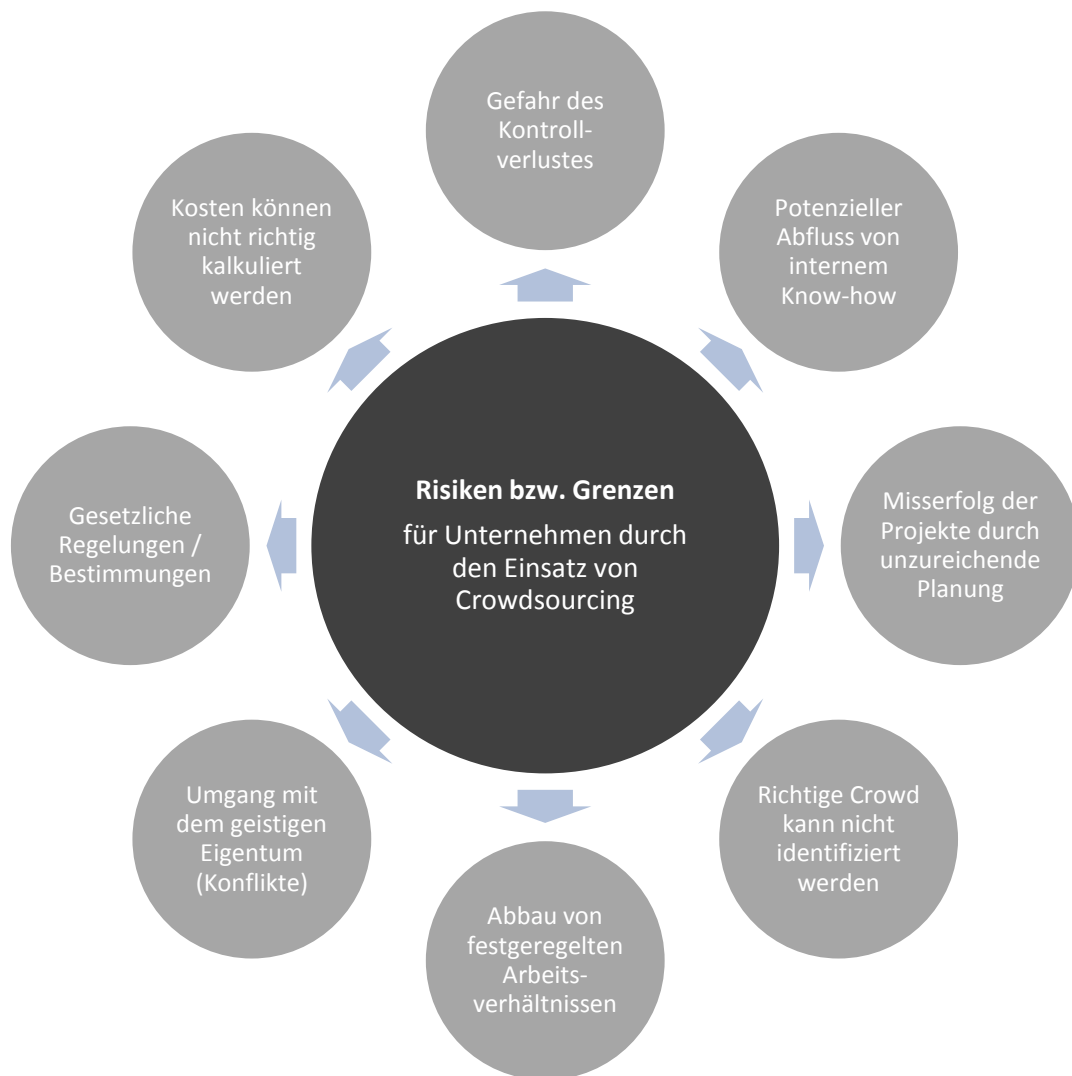 Gefahr des
Kontroll-
verlustes
Potenzieller
Abfluss von
internem
Know-how
Misserfolg der
Projekte durch
unzureichende
Planung
Richtige Crowd
kann nicht
identifiziert
werden
Abbau von
festgeregelten
Arbeits-
verhältnissen
Umgang mit
dem geistigen
Eigentum
(Konflikte)
Gesetzliche
Regelungen /
Bestimmungen
Kosten können
nicht richtig
kalkuliert
werden
Risiken bzw. Grenzen
für Unternehmen durch
den Einsatz von
Crowdsourcing